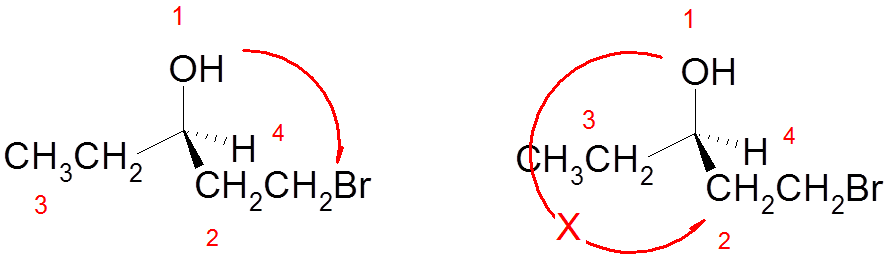 1 1
OH OH
3
H 4 H 4
CH3CH2 CH3CH2
CH2CH2Br CH2CH2Br
3
2 X 2